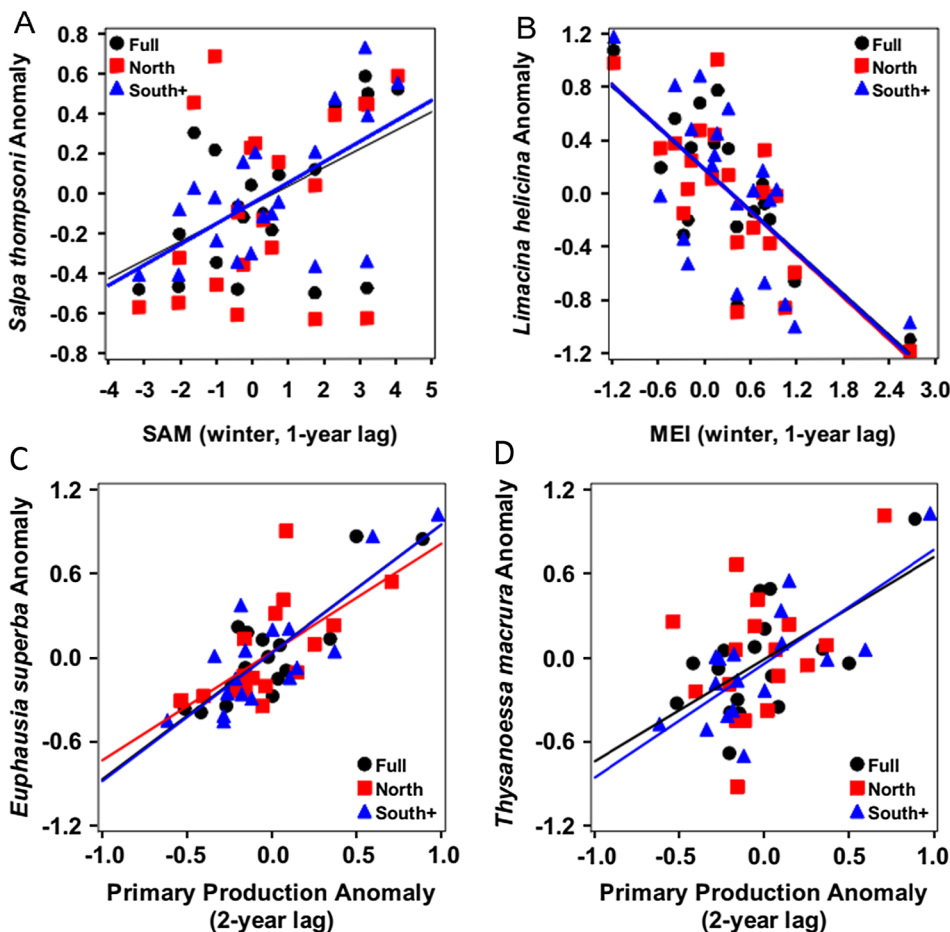 A
Salpa thompsoni Anomaly
0.8
0.6
0.4
0.2
0.0
-0.2
-0.4
-0.6
-0.8
Full
North
South+
-4 -3 -2 -1 0 1 2 3 4 5
SAM (winter, 1-year lag)
B
Limacina helicina Anomaly
1.2
0.8
0.4
0.0
-0.4
-0.8
-1.2
Full
North
South+
-1.2 -0.6 0.0 0.6 1.2 1.8 2.4 3.0
MEI (winter, 1-year lag)
C
Euphausia superba Anomaly
1.2
0.6
0.0
-0.6
-1.2
Full
North
South+
-1.0 -0.5 0.0 0.5 1.0
Primary Production Anomaly
(2-year lag)
D
Thysanoessa macrura Anomaly
1.2
0.6
0.0
-0.6
-1.2
Full
North
South+
-1.0 -0.5 0.0 0.5 1.0
Primary Production Anomaly
(2-year lag)